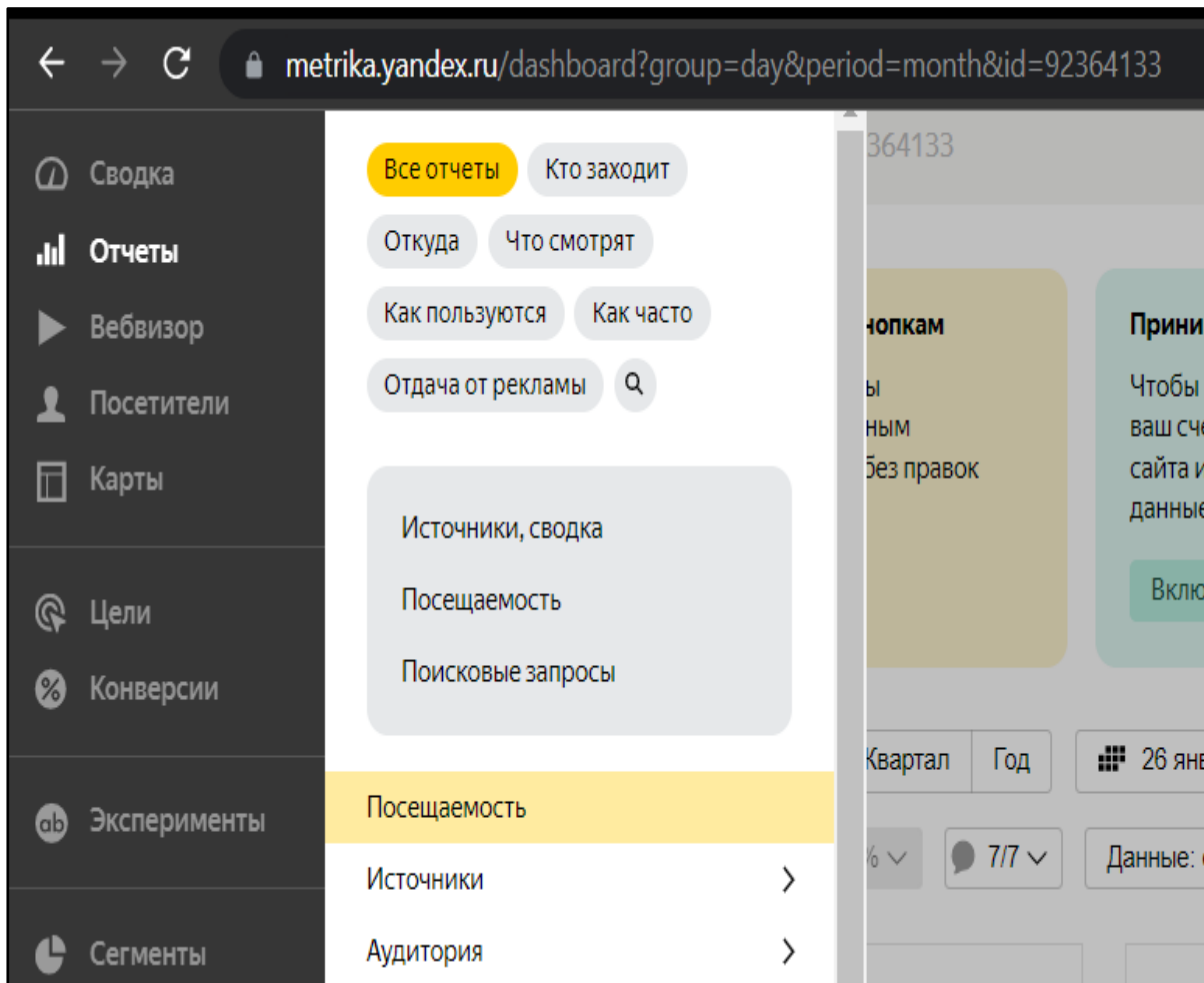 metrika.yandex.ru/dashboard?group=day&period=month&id=92364133
Сводка
Отчеты
Вебвизор
Посетители
Карты
Цели
Конверсии
Эксперименты
Сегменты
Все отчеты Кто заходит
Откуда Что смотрят
Как пользуются Как часто
Отдача от рекламы
Источники, сводка
Посещаемость
Поисковые запросы
Посещаемость
Источники
Аудитория
364133
нопкам
ы
ным
без правок
Прини
Чтобы
ваш сче
сайта и
данные
Вклю
Квартал Год 26 янв
% 7/7 Данные: